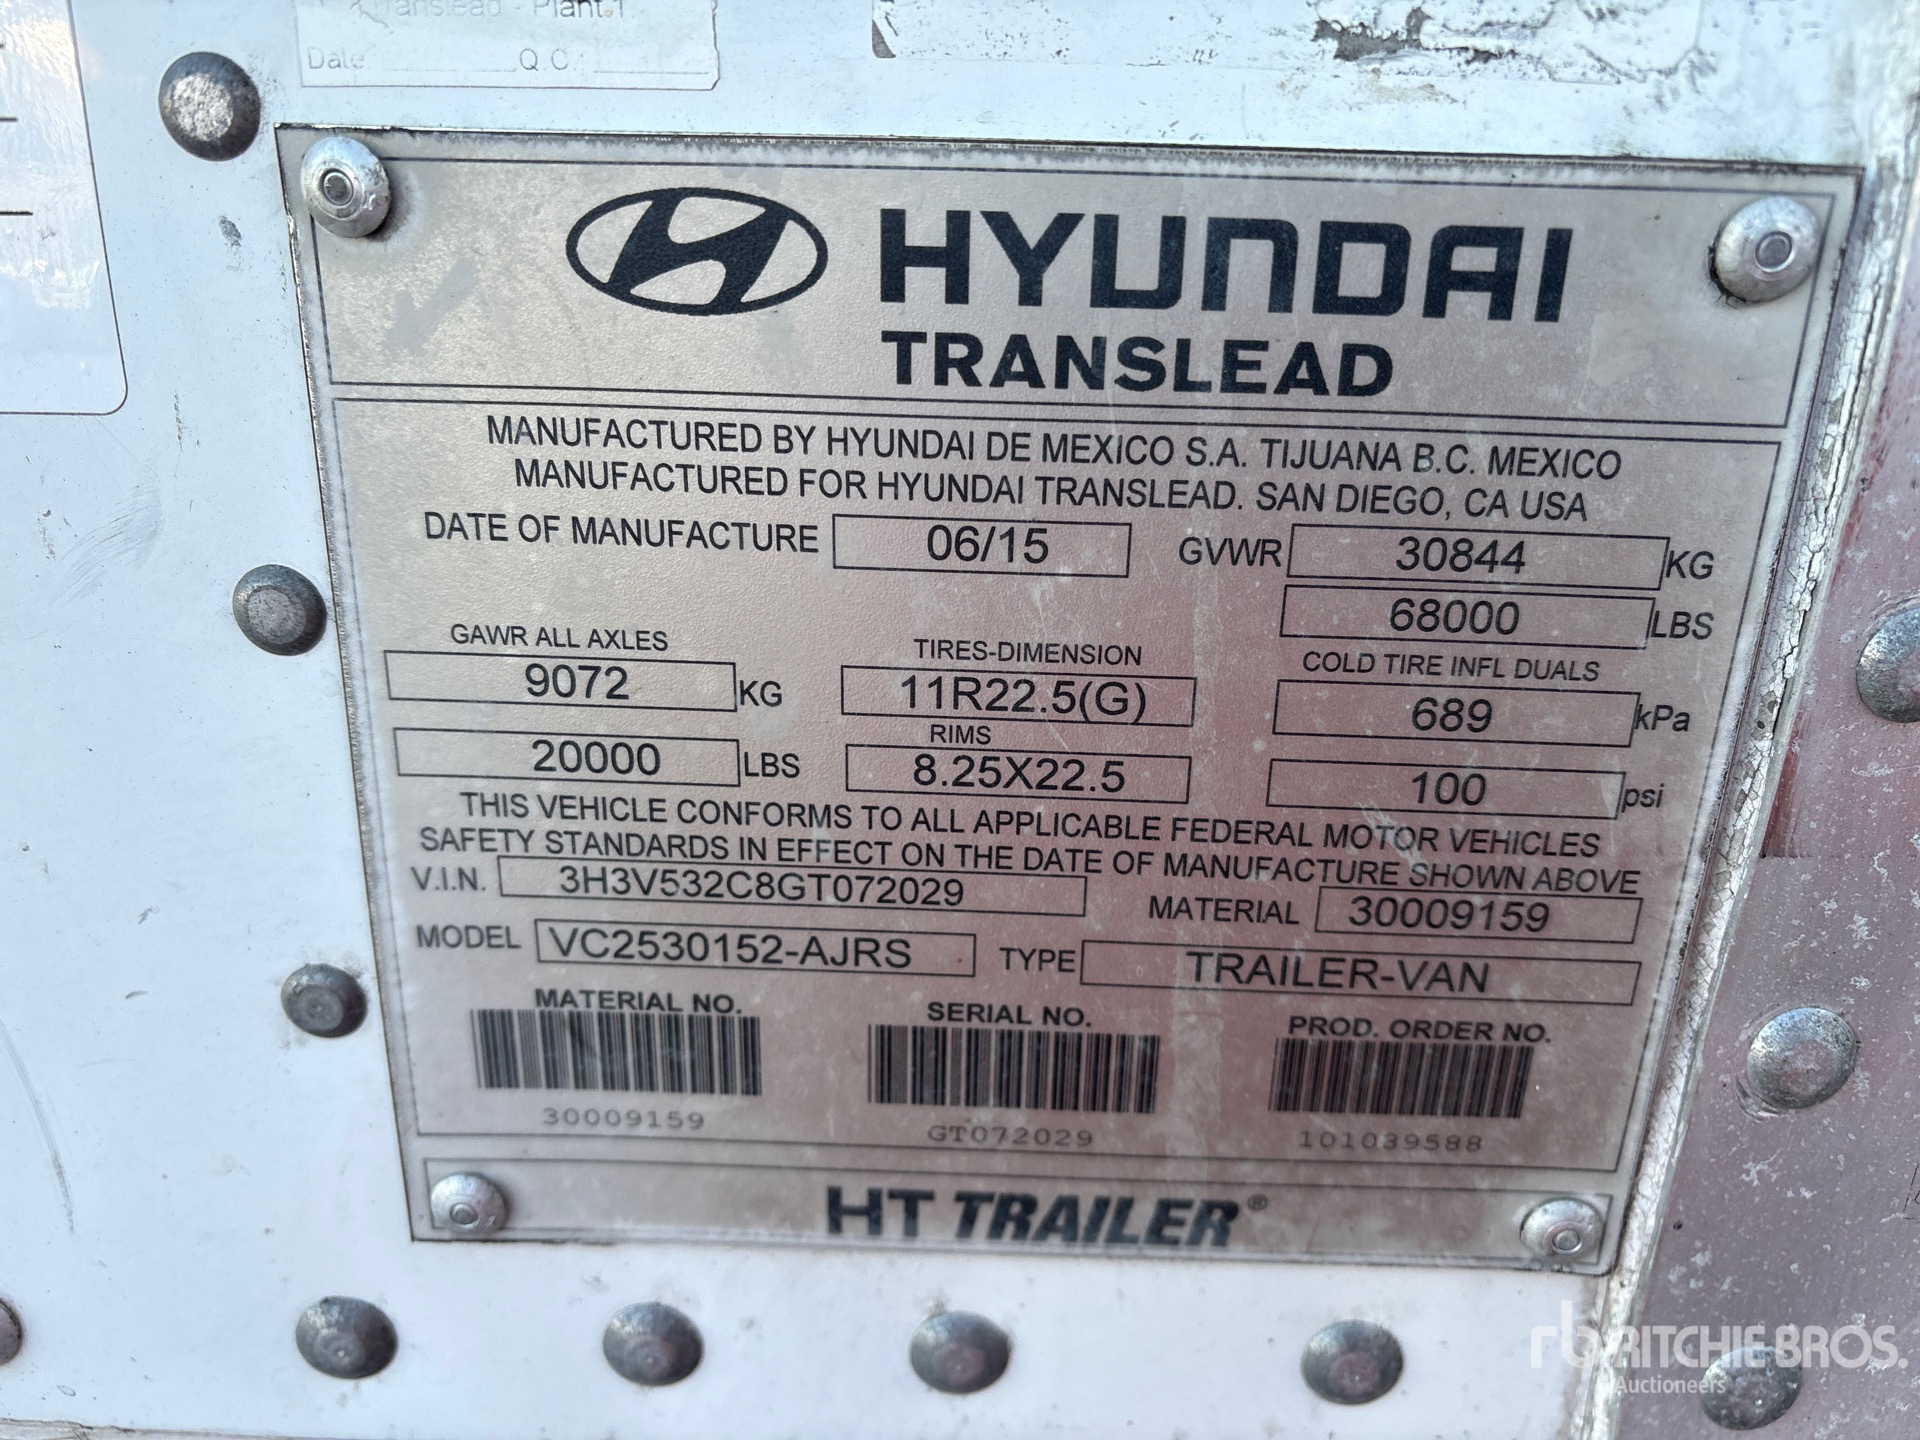 Translead - Plant 1
Date Q.C.
HYUNDAI
TRANSLEAD
MANUFACTURED BY HYUNDAI DE MEXICO S.A. TIJUANA B.C. MEXICO
MANUFACTURED FOR HYUNDAI TRANSLEAD. SAN DIEGO, CA USA
DATE OF MANUFACTURE 06/15 GVWR 30844 KG
68000 LBS
GAWR ALL AXLES TIRES-DIMENSION COLD TIRE INFL DUALS
9072 KG 11R22.5(G) 689 kPa
RIMS
20000 LBS 8.25X22.5 100 psi
THIS VEHICLE CONFORMS TO ALL APPLICABLE FEDERAL MOTOR VEHICLES
SAFETY STANDARDS IN EFFECT ON THE DATE OF MANUFACTURE SHOWN ABOVE
V.I.N. 3H3V532C8GT072029 MATERIAL 30009159
MODEL VC2530152-AJRS TYPE TRAILER-VAN
MATERIAL NO. SERIAL NO. PROD. ORDER NO.
30009159 GT072029 101039588
HT TRAILER®
rb RITCHIE BROS.
Auctioneers